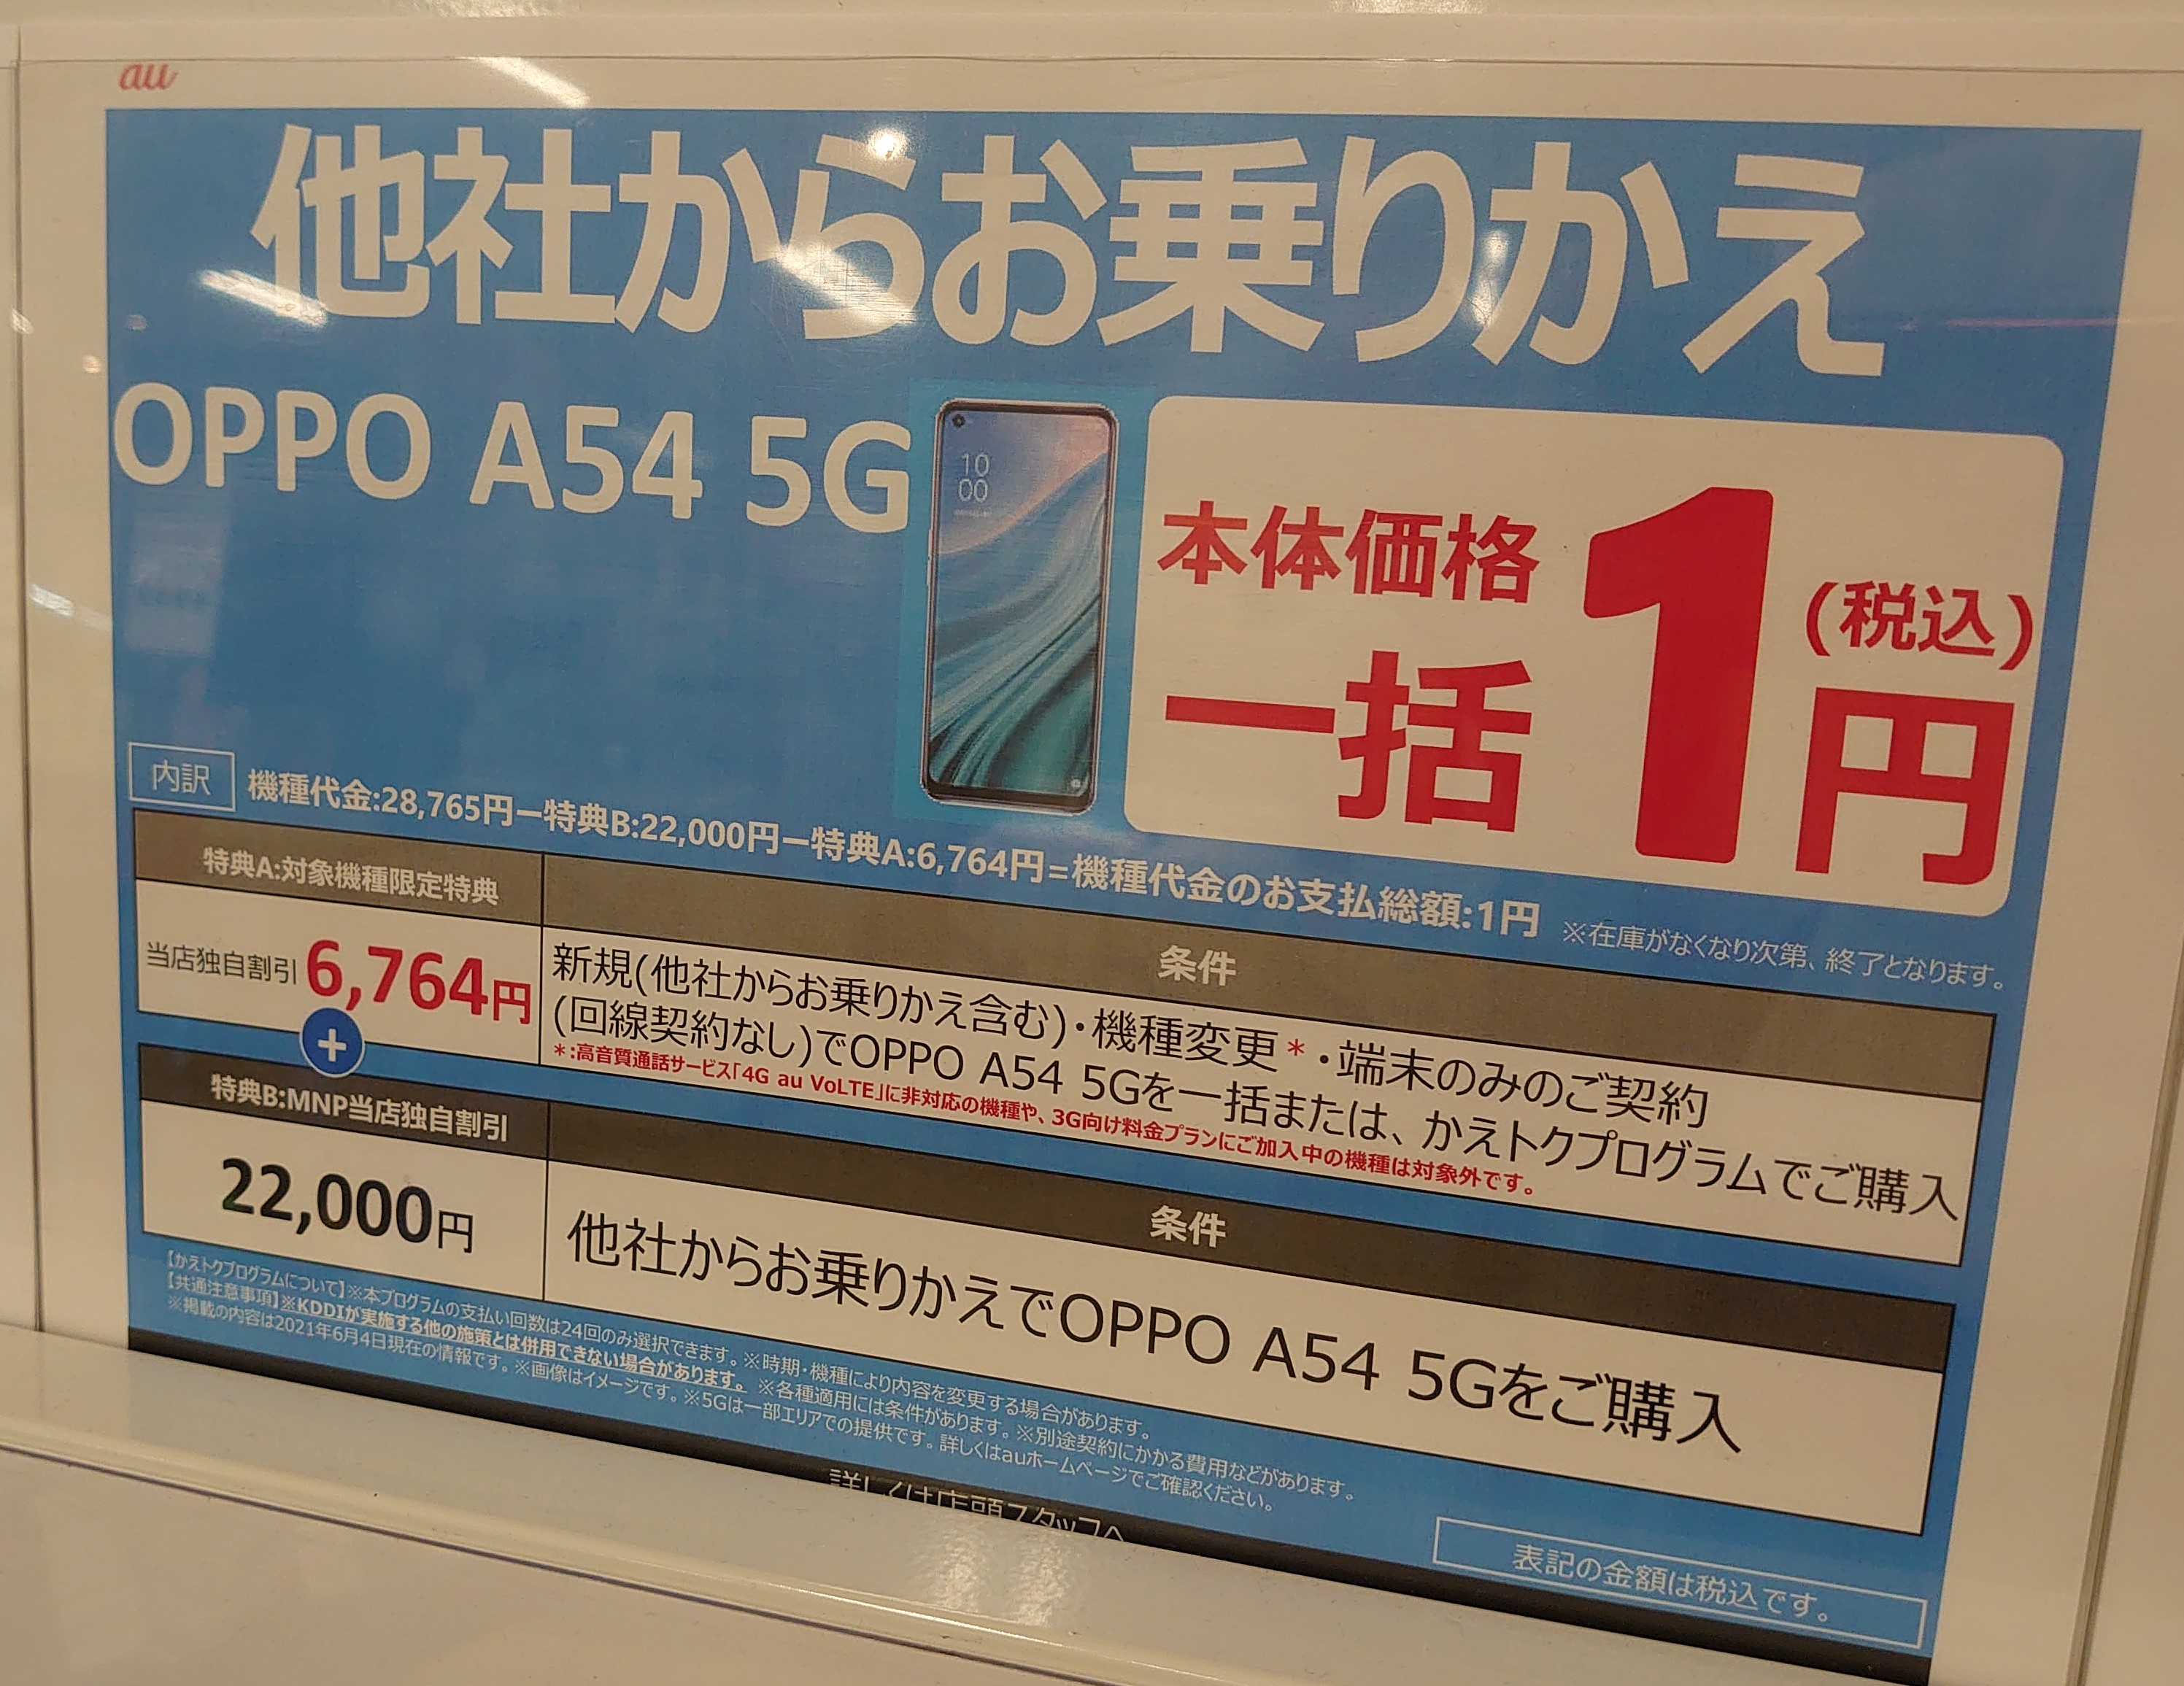 au
他社からお乗りかえ
OPPO A54 5G
10
00
本体価格
一括
1
(税込)
円
内訳
機種代金:28,765円ー特典B:22,000円ー特典A:6,764円=機種代金のお支払総額:1円
※在庫がなくなり次第、終了となります。
特典A:対象機種限定特典
条件
当店独自割引6,764円
新規(他社からお乗りかえ含む)・機種変更*・端末のみのご契約
(回線契約なし)でOPPO A54 5Gを一括または、かえトクプログラムでご購入
*:高音質通話サービス「4G au VoLTE」に非対応の機種や、3G向け料金プランにご加入中の機種は対象外です。
+
特典B:MNP当店独自割引
条件
22,000円
他社からお乗りかえでOPPO A54 5Gをご購入
【かえトクプログラムについて】※本プログラムの支払い回数は24回のみ選択できます。※時期・機種により内容を変更する場合があります。
【共通注意事項】※KDDIが実施する他の施策とは併用できない場合があります。 ※各種適用には条件があります。※別途契約にかかる費用などがあります。
※掲載の内容は2021年6月4日現在の情報です。※画像はイメージです。※5Gは一部エリアでの提供です。詳しくはauホームページでご確認ください。
表記の金額は税込です。
詳しくは店頭スタッフへ